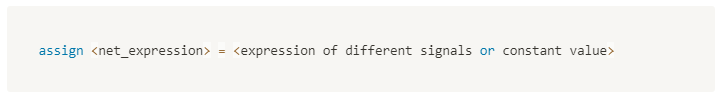 assign <net_expression> = <expression of different signals or constant value>